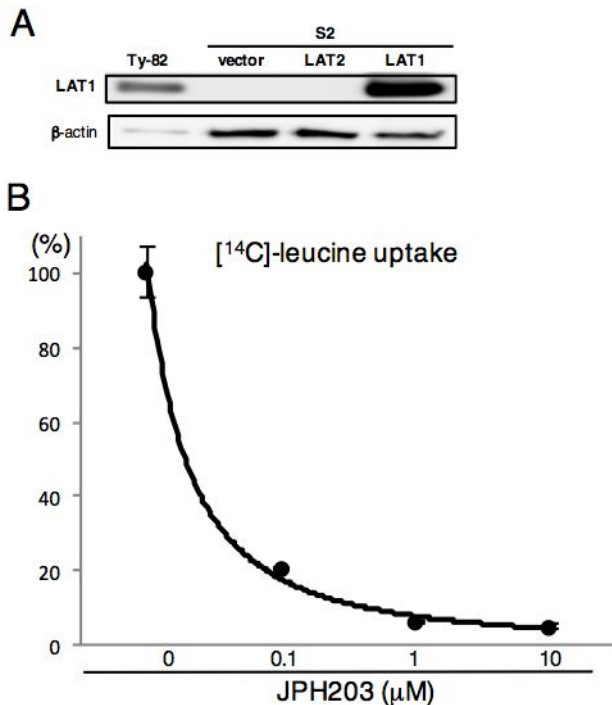 A
S2
Ty-82 vector LAT2 LAT1
LAT1
β-actin
B
(%)
[¹⁴C]-leucine uptake
100
80
60
40
20
0
0 0.1 1 10
JPH203 (μM)